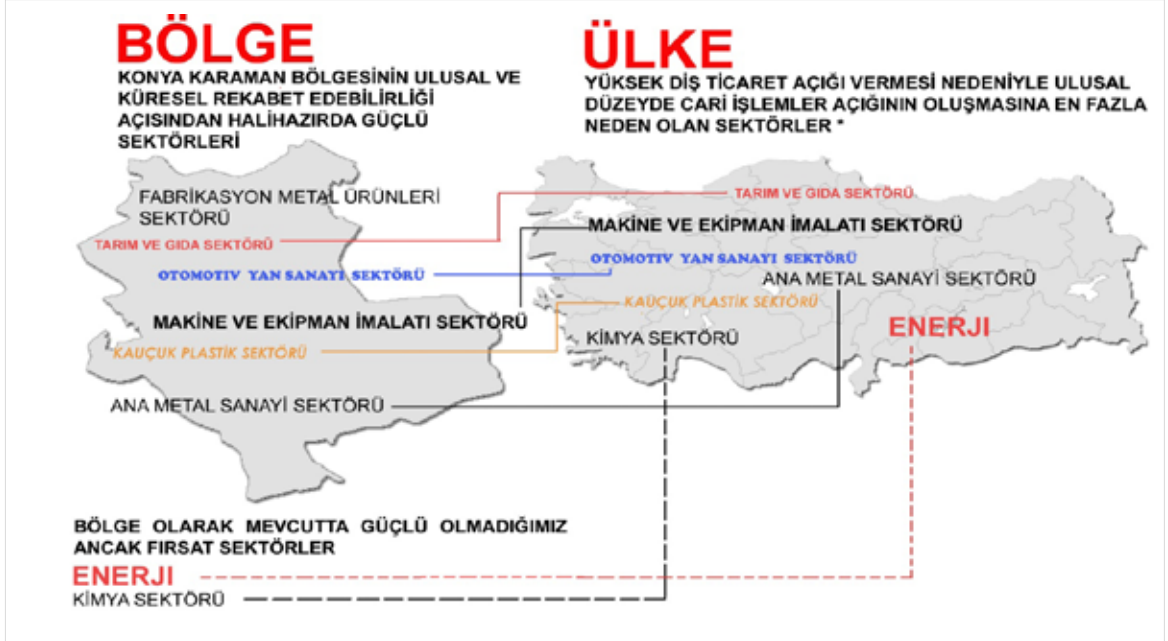 BÖLGE
KONYA KARAMAN BÖLGESİNİN ULUSAL VE
KÜRESEL REKABET EDEBİLİRLİĞİ
AÇISINDAN HALİHAZIRDA GÜÇLÜ
SEKTÖRLERİ
FABRİKASYON METAL ÜRÜNLERİ
SEKTÖRÜ
TARIM VE GIDA SEKTÖRÜ
OTOMOTIV YAN SANAYI SEKTÖRÜ
MAKİNE VE EKİPMAN İMALATI SEKTÖRÜ
KAUÇUK PLASTİK SEKTÖRÜ
ANA METAL SANAYİ SEKTÖRÜ
ÜLKE
YÜKSEK DİŞ TİCARET AÇIĞI VERMESİ NEDENİYLE ULUSAL
DÜZEYDE CARİ İŞLEMLER AÇIĞININ OLUŞMASINA EN FAZLA
NEDEN OLAN SEKTÖRLER *
TARIM VE GIDA SEKTÖRÜ
MAKİNE VE EKİPMAN İMALATI SEKTÖRÜ
OTOMOTIV YAN SANAYI SEKTÖRÜ
ANA METAL SANAYİ SEKTÖRÜ
KAUÇUK PLASTİK SEKTÖRÜ
ENERJI
KİMYA SEKTÖRÜ
BÖLGE OLARAK MEVCUTTA GÜÇLÜ OLMADIĞIMIZ
ANCAK FIRSAT SEKTÖRLER
ENERJI
KİMYA SEKTÖRÜ